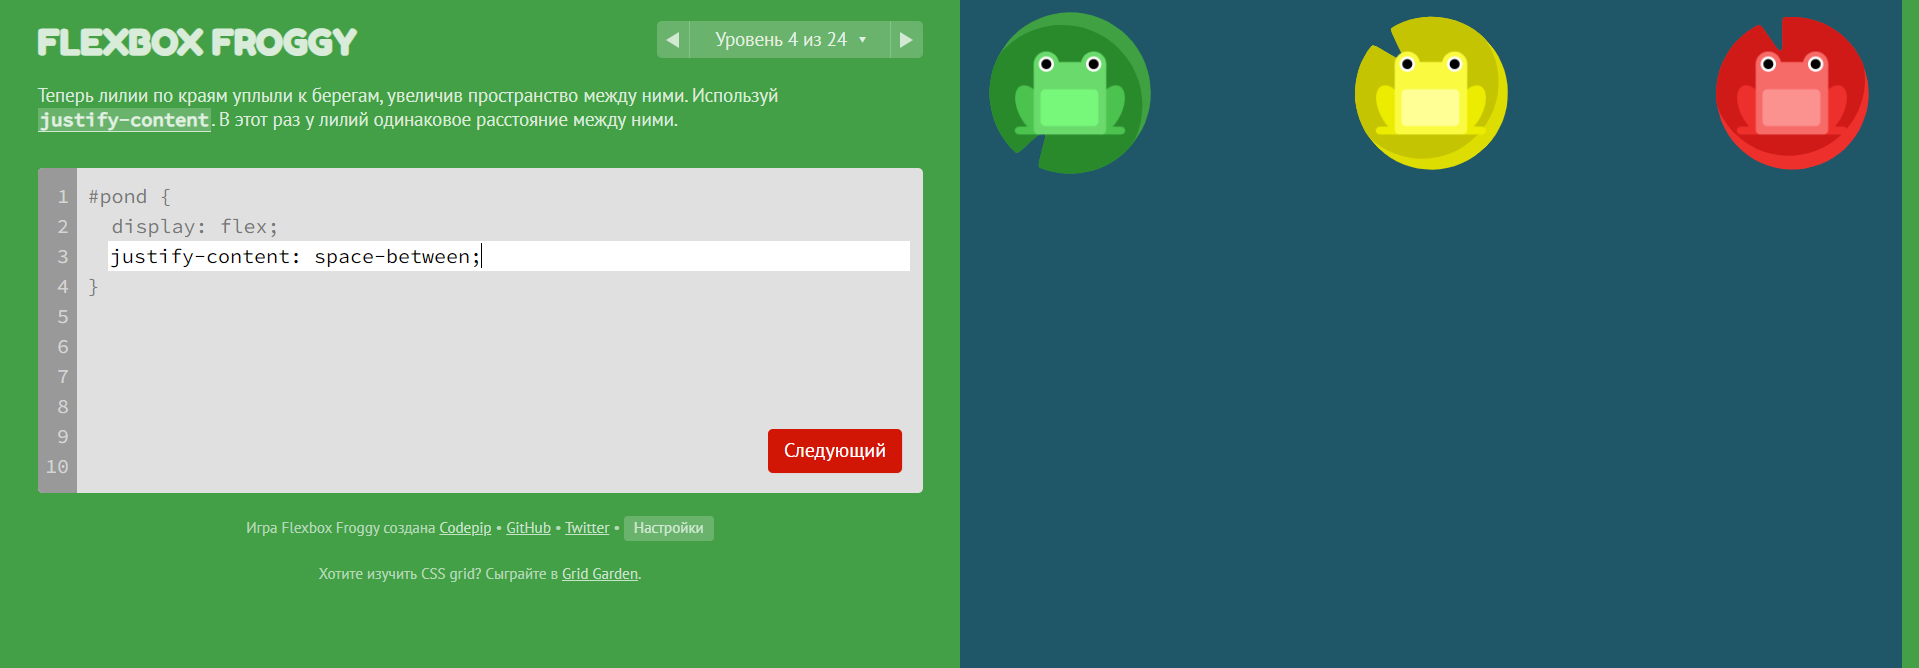 FLEXBOX FROGGY
Уровень 4 из 24
Теперь лилии по краям уплыли к берегам, увеличив пространство между ними. Используй
justify-content. В этот раз у лилий одинаковое расстояние между ними.
1 #pond {
2 display: flex;
3 justify-content: space-between;
4 }
5
6
7
8
9
10
Следующий
Игра Flexbox Froggy создана Codepip • GitHub • Twitter • Настройки
Хотите изучить CSS grid? Сыграйте в Grid Garden.